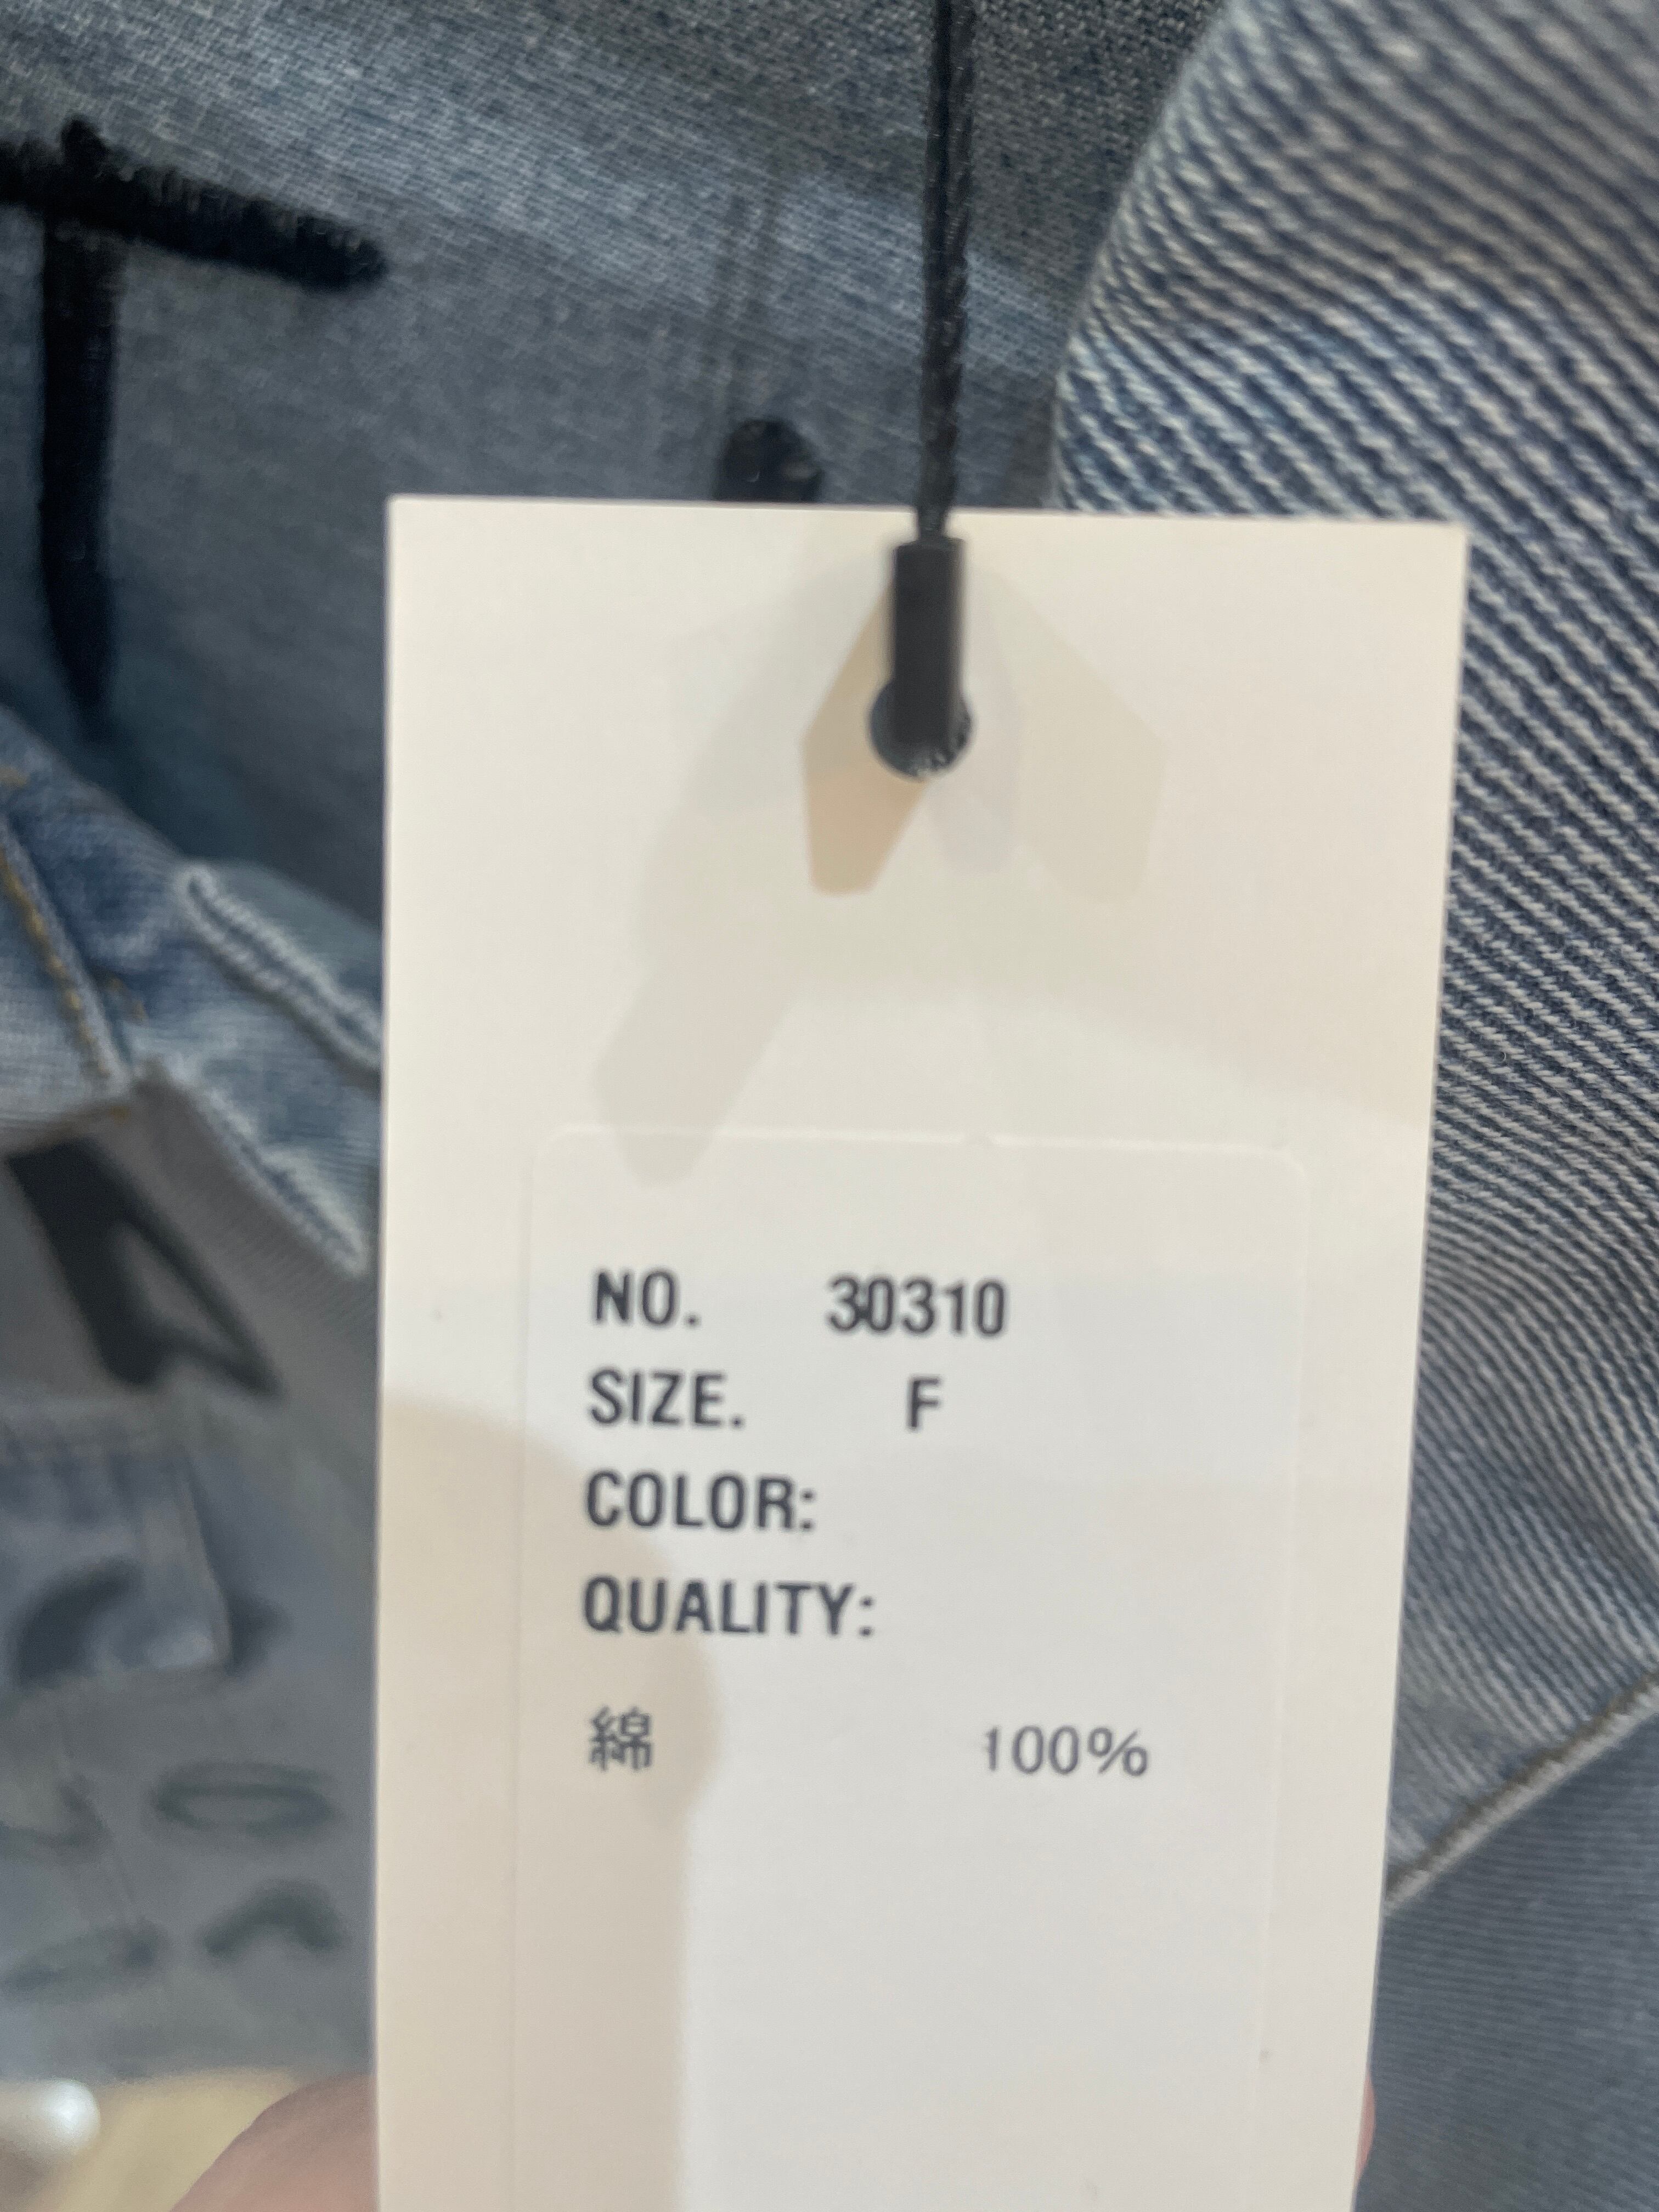 NO. 30310
SIZE. F
COLOR:
QUALITY:
綿 100%